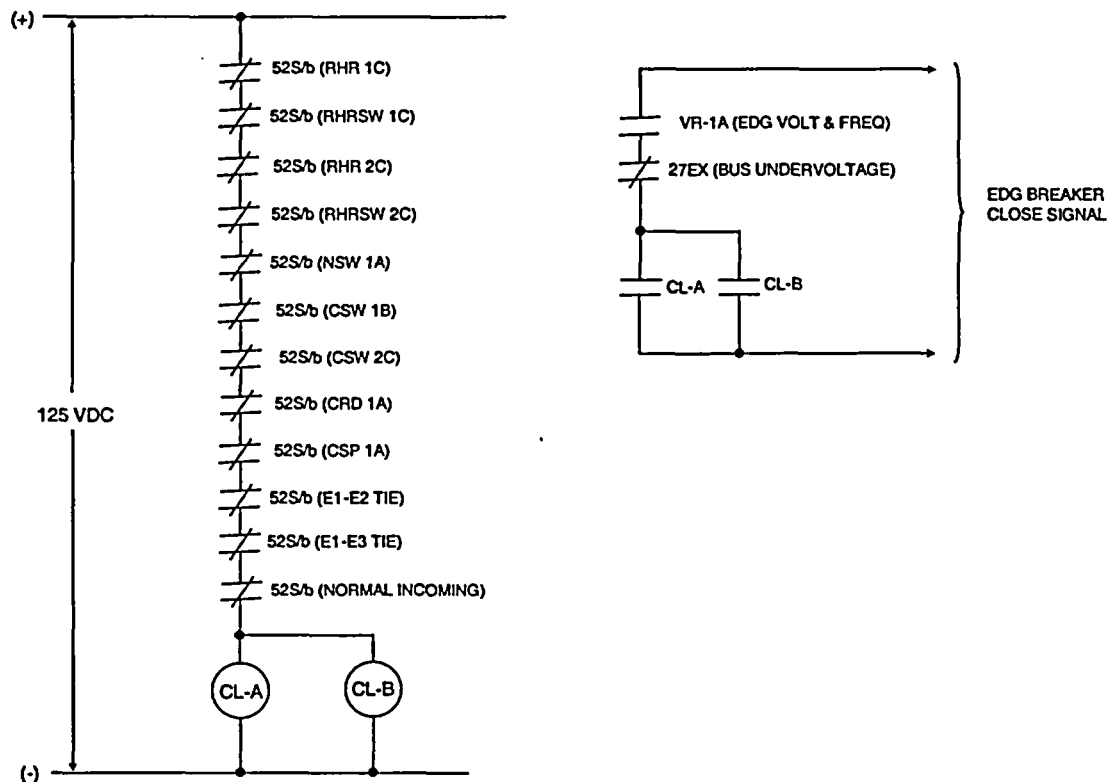 (+)
52S/b (RHR 1C)
52S/b (RHRSW 1C)
52S/b (RHR 2C)
52S/b (RHRSW 2C)
52S/b (NSW 1A)
52S/b (CSW 1B)
52S/b (CSW 2C)
52S/b (CRD 1A)
52S/b (CSP 1A)
52S/b (E1-E2 TIE)
52S/b (E1-E3 TIE)
52S/b (NORMAL INCOMING)
125 VDC
CL-A
CL-B
(-)
VR-1A (EDG VOLT & FREQ)
27EX (BUS UNDERVOLTAGE)
CL-A
CL-B
EDG BREAKER
CLOSE SIGNAL